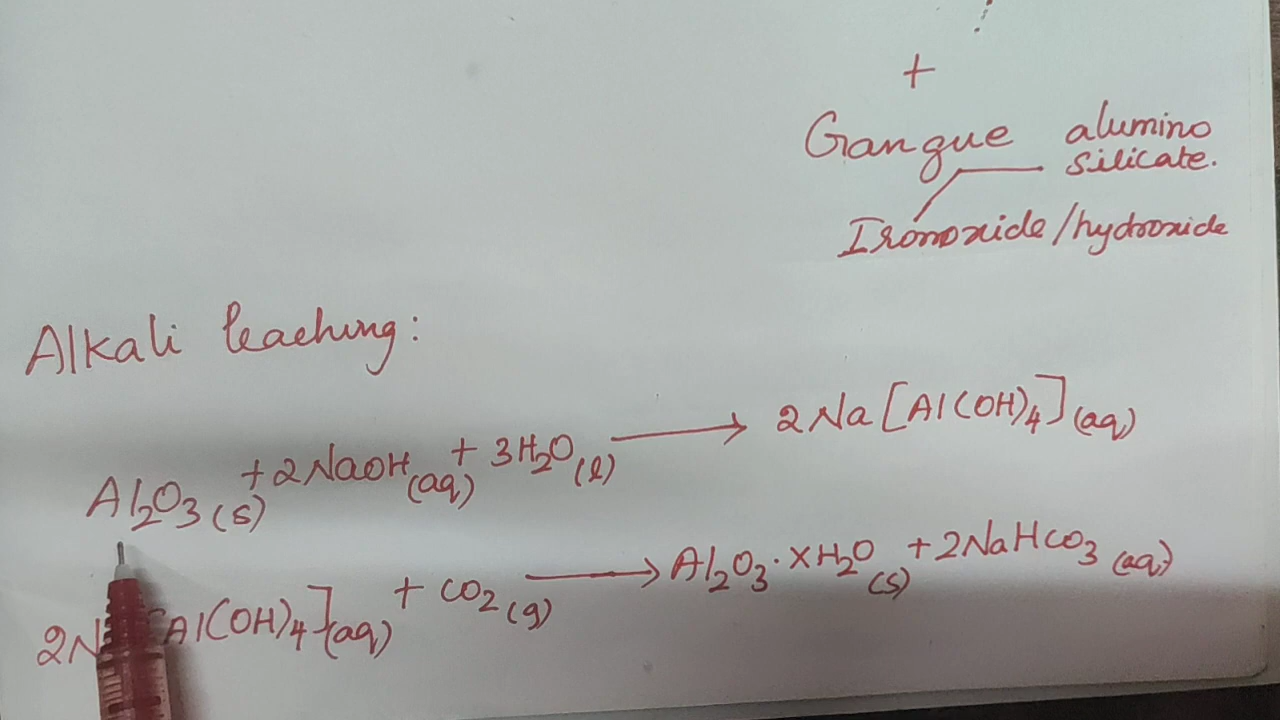 +
Gangue alumino
silicate.
Ironoxide/hydroxide
Alkali leaching:
Al₂O₃(s) + 2NaOH(aq) + 3H₂O(l) ⟶ 2Na[Al(OH)₄](aq)
2N [Al(OH)₄](aq) + CO₂(g) ⟶ Al₂O₃·XH₂O(s) + 2NaHCO₃(aq)